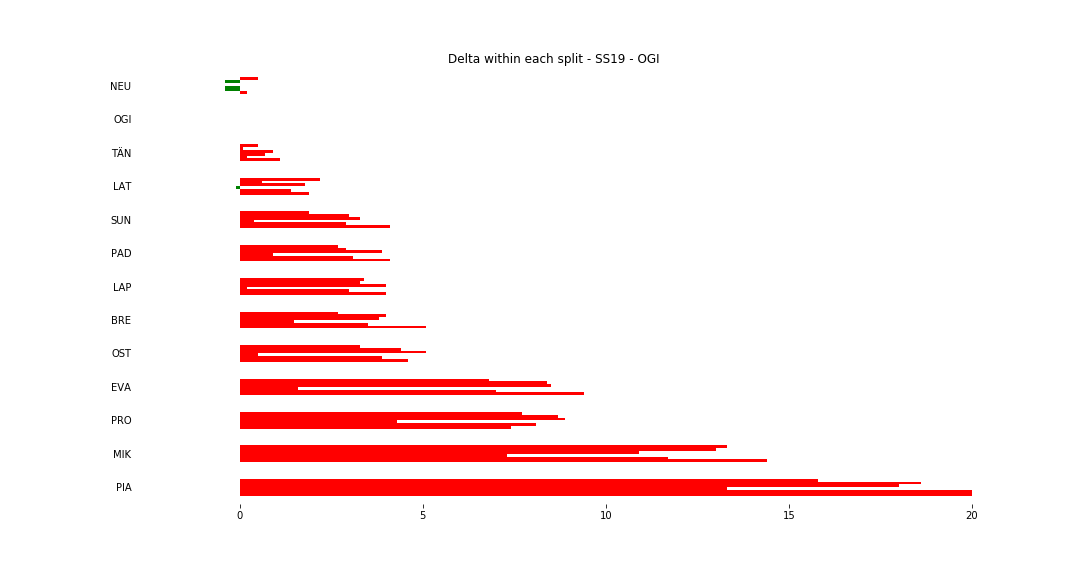 Delta within each split - SS19 - OGI
NEU
OGI
TÄN
LAT
SUN
PAD
LAP
BRE
OST
EVA
PRO
MIK
PIA
0 5 10 15 20